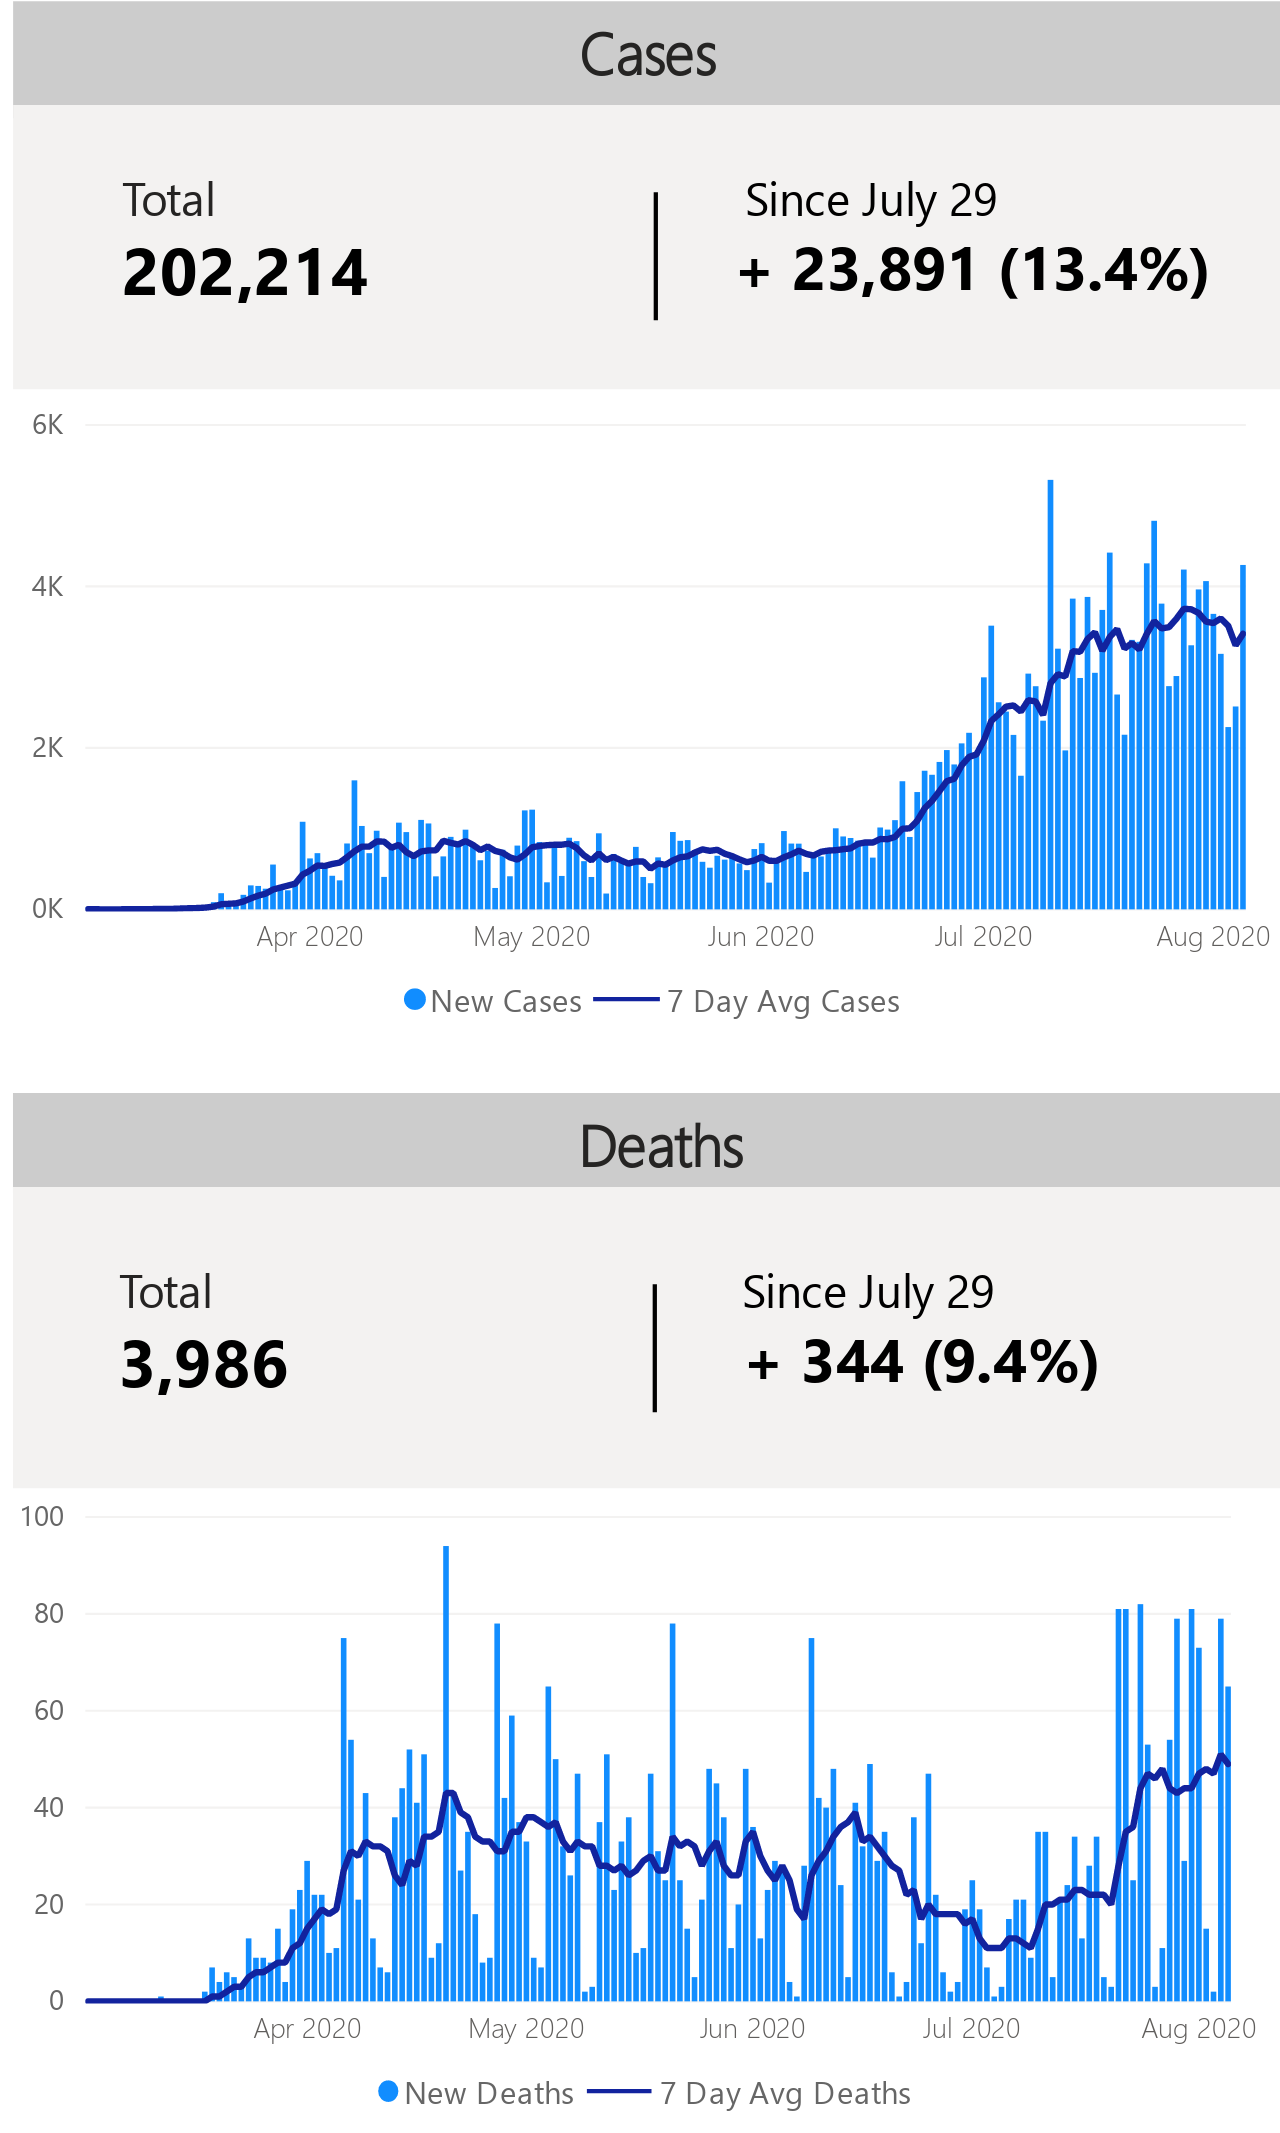 Cases
Total
202,214
Since July 29
+ 23,891 (13.4%)
6K
4K
2K
0K
Apr 2020 May 2020 Jun 2020 Jul 2020 Aug 2020
New Cases 7 Day Avg Cases
Deaths
Total
3,986
Since July 29
+ 344 (9.4%)
100
80
60
40
20
0
Apr 2020 May 2020 Jun 2020 Jul 2020 Aug 2020
New Deaths 7 Day Avg Deaths